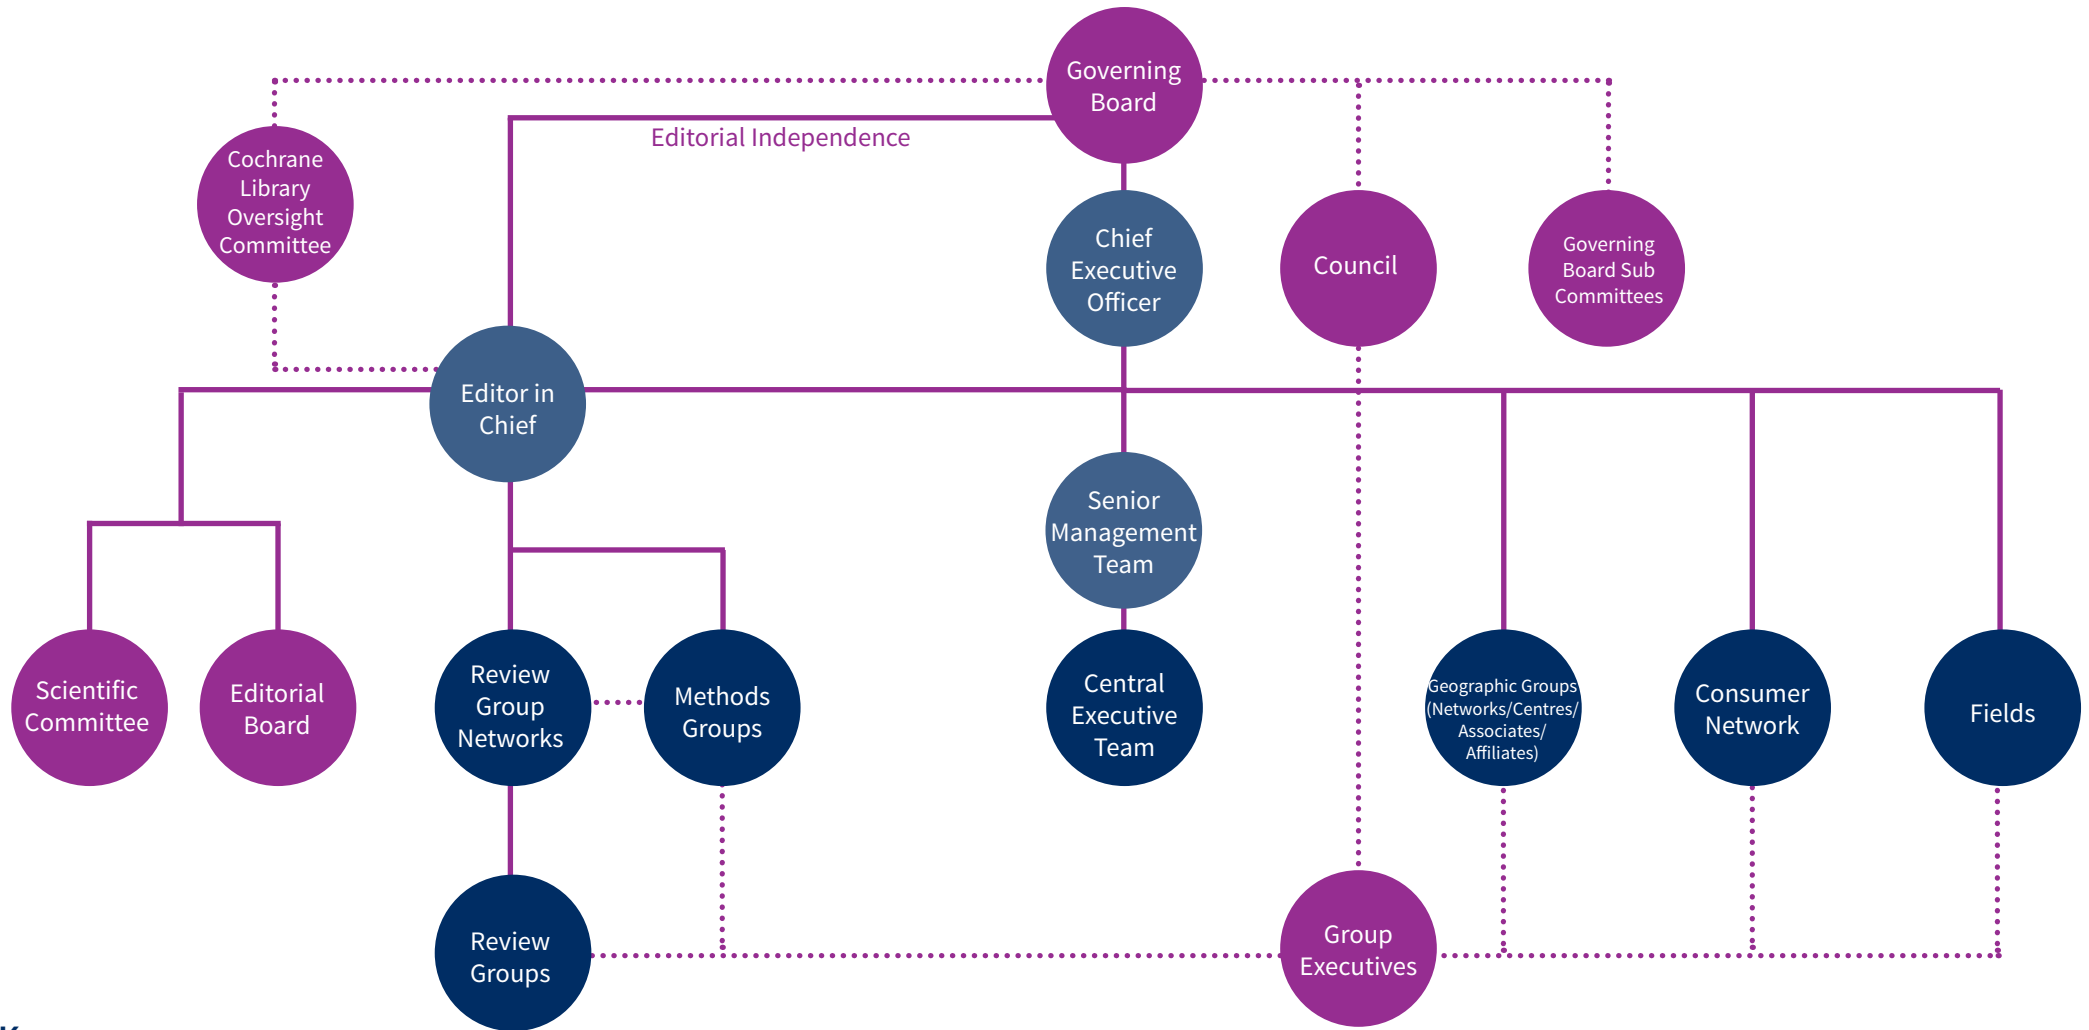 Governing
Board
Editorial Independence
Cochrane
Library
Oversight
Committee
Chief
Executive
Officer
Council
Governing
Board Sub
Committees
Editor in
Chief
Senior
Management
Team
Scientific
Committee
Editorial
Board
Review
Group
Networks
Methods
Groups
Central
Executive
Team
Geographic Groups
(Networks/Centres/
Associates/
Affiliates)
Consumer
Network
Fields
Review
Groups
Group
Executives